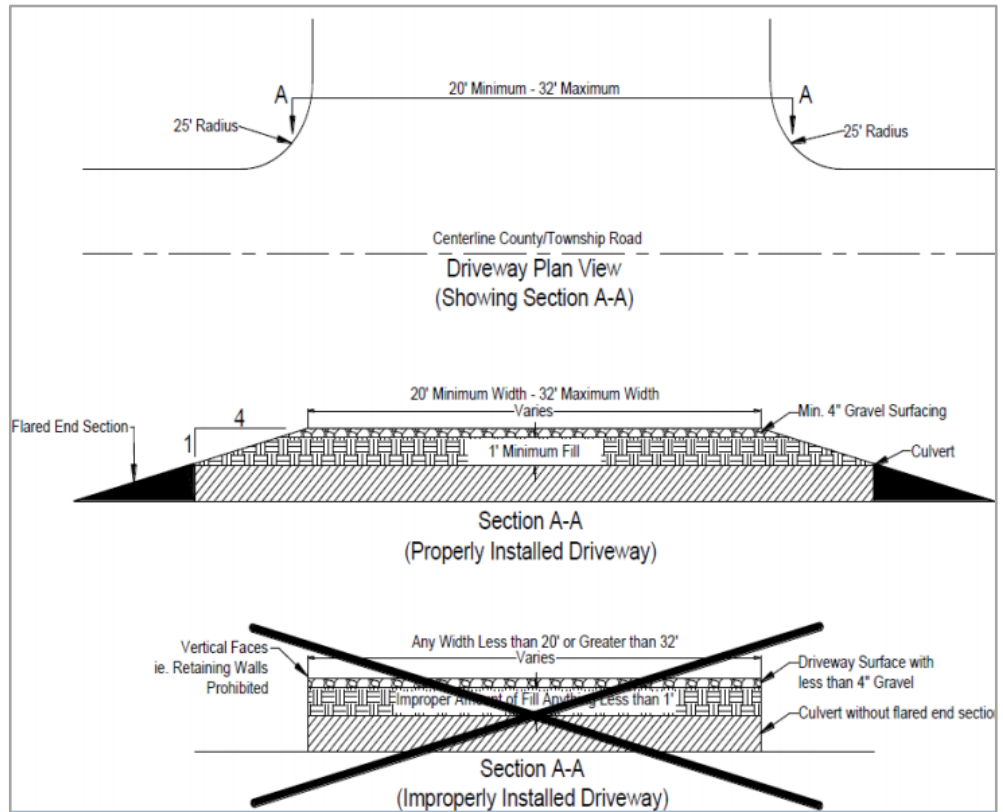 A
20' Minimum - 32' Maximum
A
25' Radius
25' Radius
Centerline County/Township Road
Driveway Plan View
(Showing Section A-A)
20' Minimum Width - 32' Maximum Width
Varies
4
1
Flared End Section
Min. 4" Gravel Surfacing
1' Minimum Fill
Culvert
Section A-A
(Properly Installed Driveway)
Vertical Faces
ie. Retaining Walls
Prohibited
Any Width Less than 20' or Greater than 32'
Varies
Driveway Surface with
less than 4" Gravel
Improper Amount of Fill Anything Less than 1'
Culvert without flared end sectio
Section A-A
(Improperly Installed Driveway)